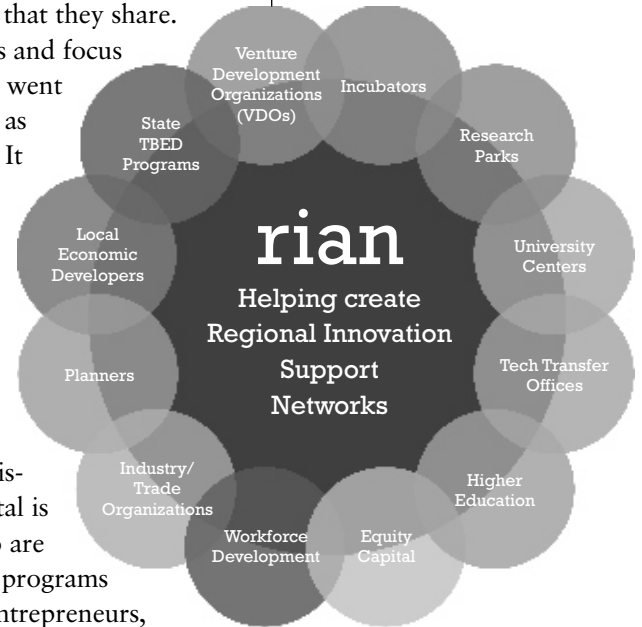 that they share.
s and focus
went
as
It
is-
tal is
are
programs
ntrepreneurs,
Venture
Development
Organizations
(VDOs)
Incubators
Research
Parks
University
Centers
Tech Transfer
Offices
Higher
Education
Equity
Capital
Workforce
Development
Industry/
Trade
Organizations
Planners
Local
Economic
Developers
State
TBED
Programs
rian
Helping create
Regional Innovation
Support
Networks